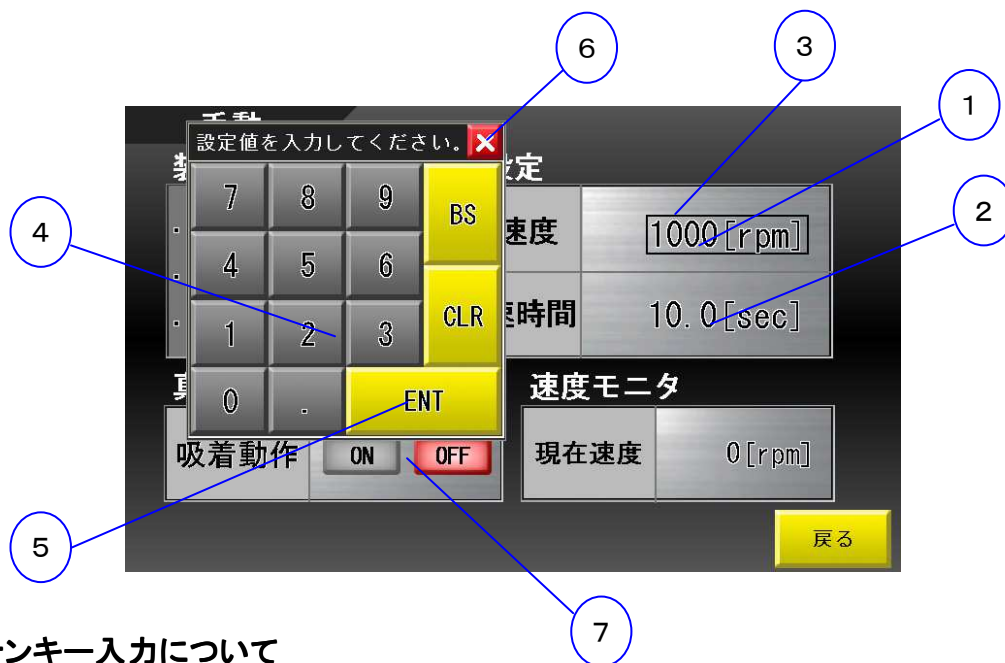 6
3
1
手動
設定値を入力してください。
定
7
8
9
BS
速度
1000[rpm]
2
4
4
5
6
1
2
3
CLR
時間
10.0[sec]
0
.
ENT
速度モニタ
吸着動作
ON
OFF
現在速度
0[rpm]
5
戻る
7
ンキー入力について